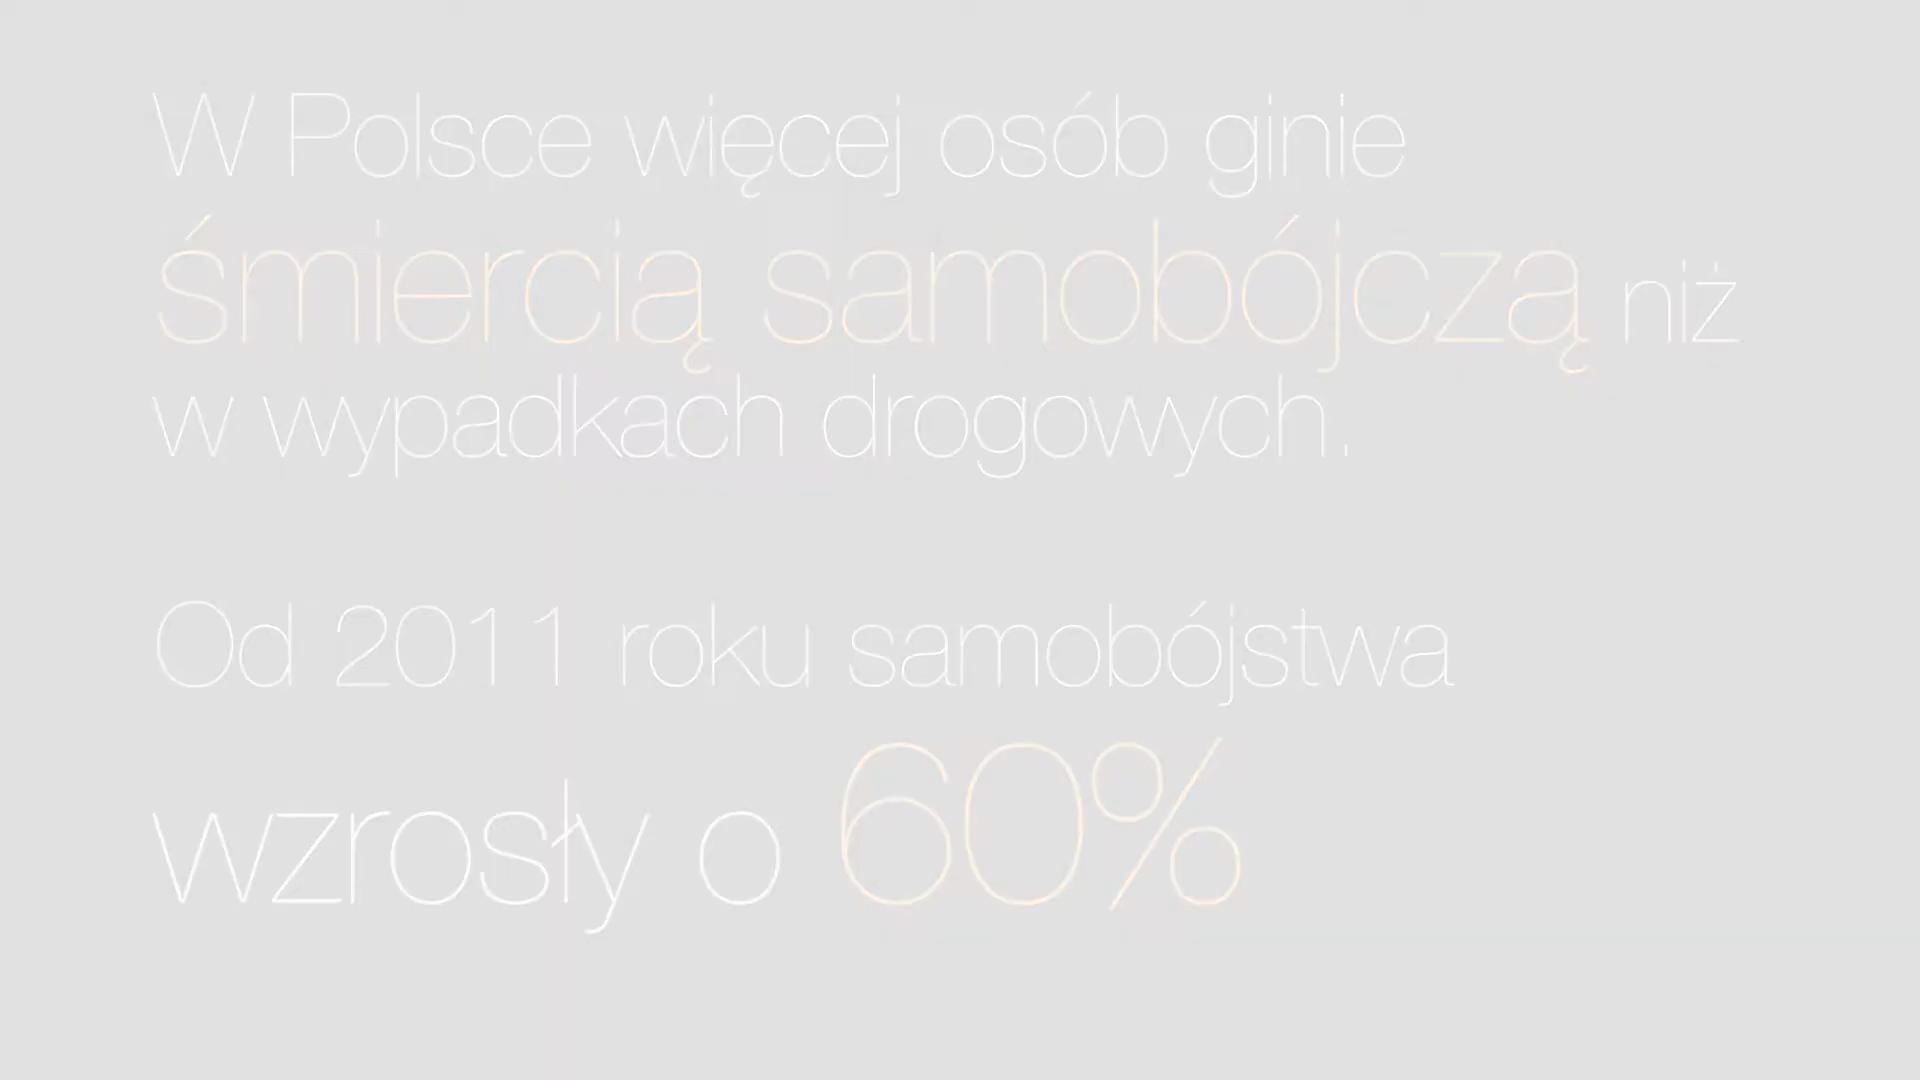 W Polsce więcej osób ginie
śmiercią samobójczą niż
w wypadkach drogowych.
Od 2011 roku samobójstwa
wzrosły o 60%